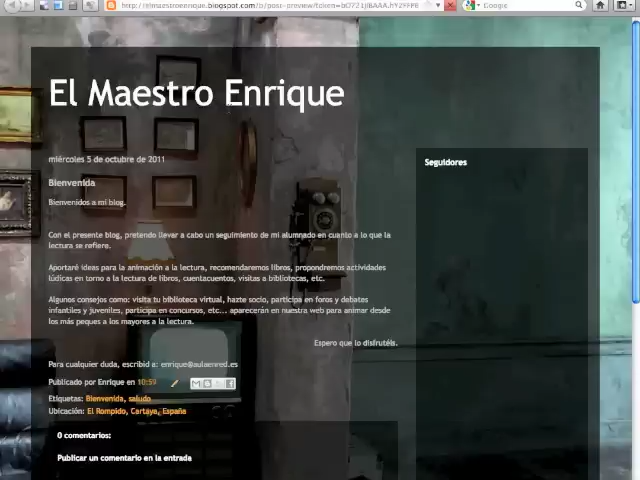 Google
El Maestro Enrique
miércoles 5 de octubre de 2011
Seguidores
Bienvenida
Bienvenidos a mi blog.
Con el presente blog, pretendo llevar a cabo un seguimiento de mi alumnado en cuanto a lo que la
lectura se refiere.
Aportaré ideas para la animación a la lectura, recomendaremos libros, propondremos actividades
lúdicas en torno a la lectura de libros, cuentacuentos, visitas a bibliotecas, etc.
Algunos consejos como: visita tu biblioteca virtual, hazte socio, participa en foros y debates
infantiles y juveniles, participa en concursos, etc... aparecerán en nuestra web para animar desde
los más peques a los mayores a la lectura.
Espero que lo disfrutéis.
Para cualquier duda, escribid a: enrique@aulaenred.es
Publicado por Enrique en 10:59
Etiquetas: Bienvenida, saludo
Ubicación: El Rompido, Cartaya, España
0 comentarios:
Publicar un comentario en la entrada